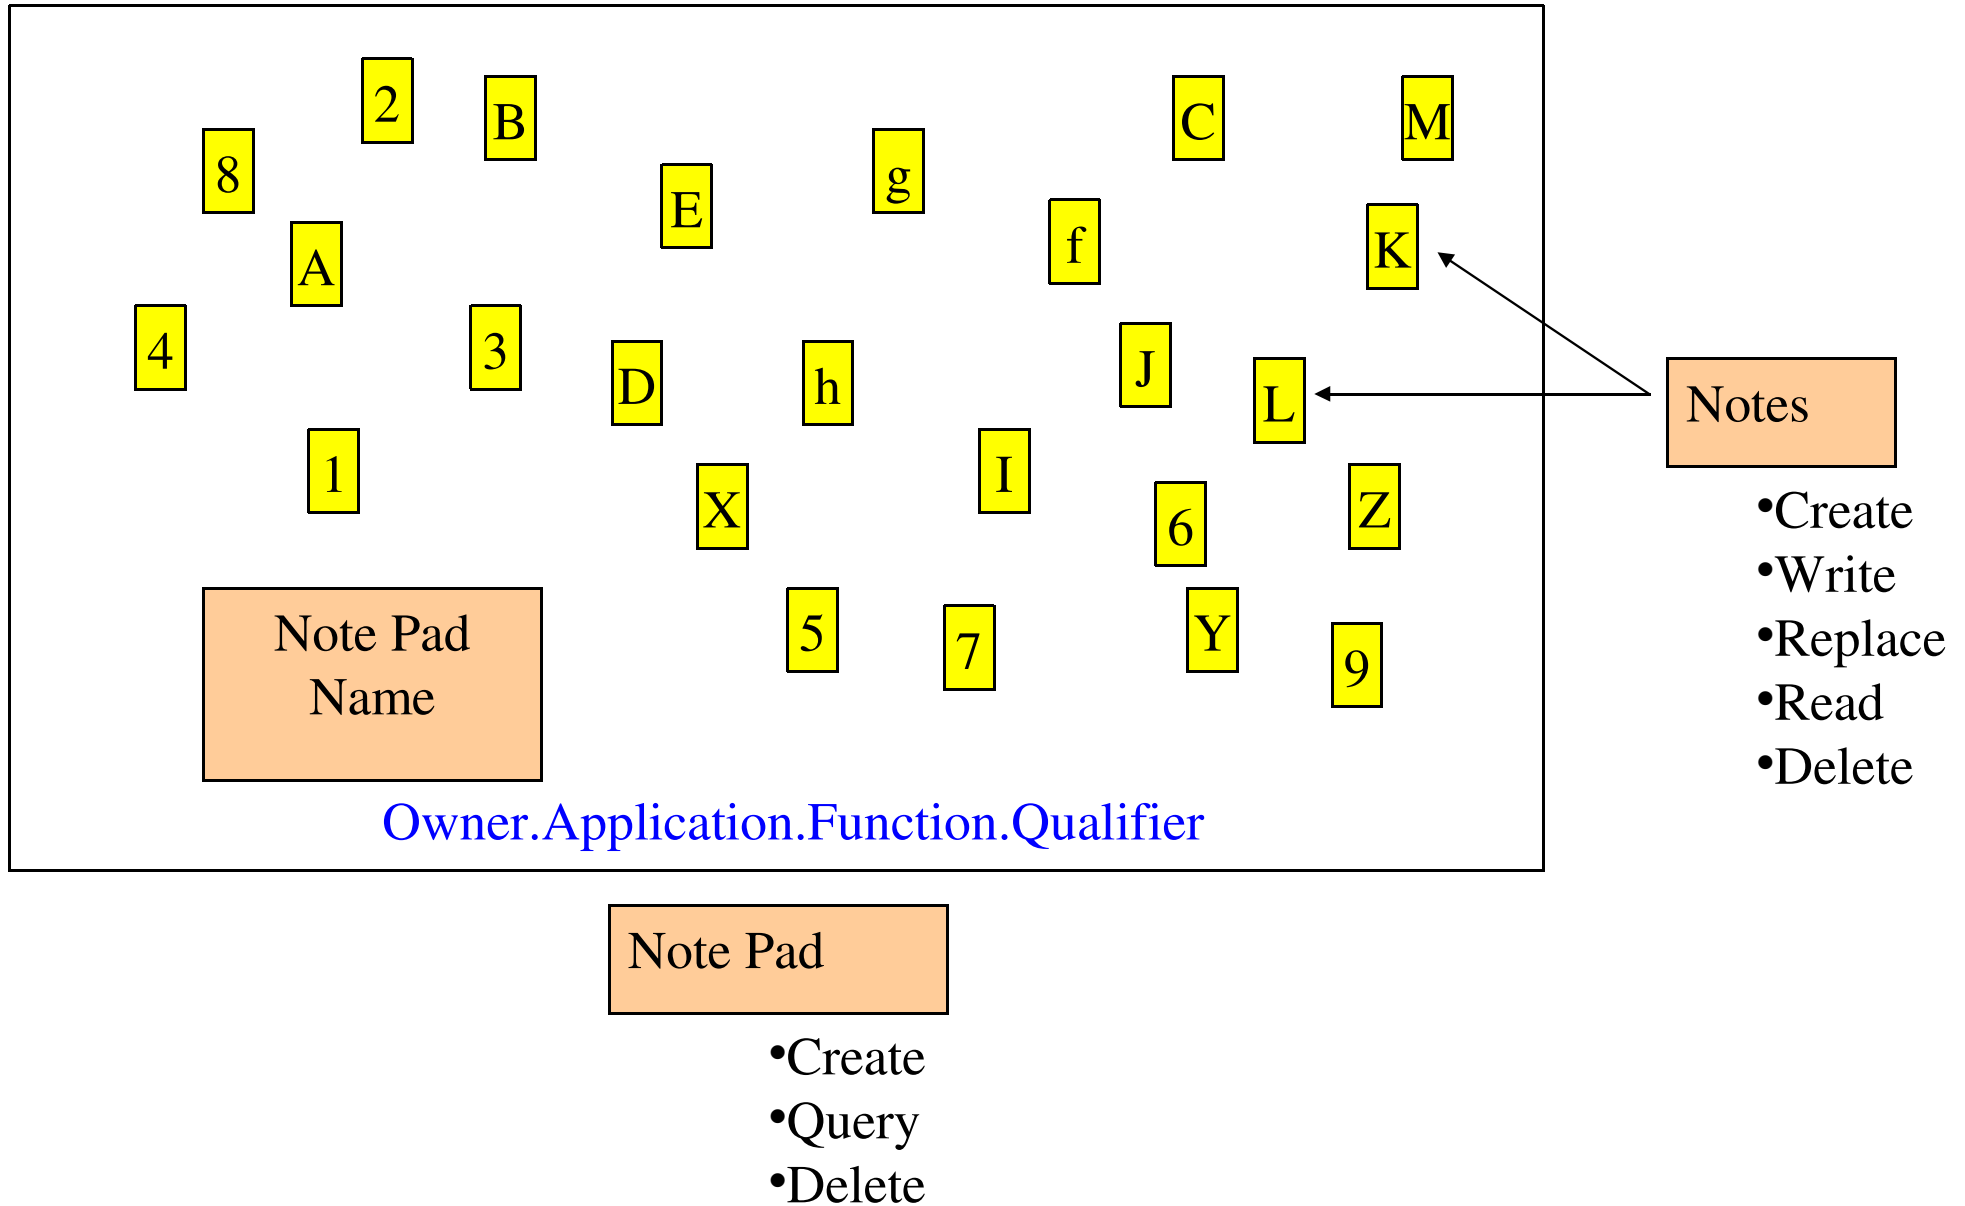 2
B
C
M
8
E
g
f
K
A
4
3
D
h
J
L
Notes
1
X
I
6
Z
•Create
•Write
•Replace
•Read
•Delete
5
7
Y
9
Note Pad
Name
Owner.Application.Function.Qualifier
Note Pad
•Create
•Query
•Delete